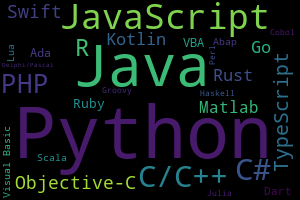 Swift
JavaScript
Cobol
Lua
Ada
Delphi/Pascal
R
Kotlin
VBA
Abap
Go
Java
Perl
PHP
Rust
TypeScript
Groovy
Haskell
Ruby
Matlab
Python
Visual Basic
Scala
C/C++
C#
Objective-C
Julia
Dart